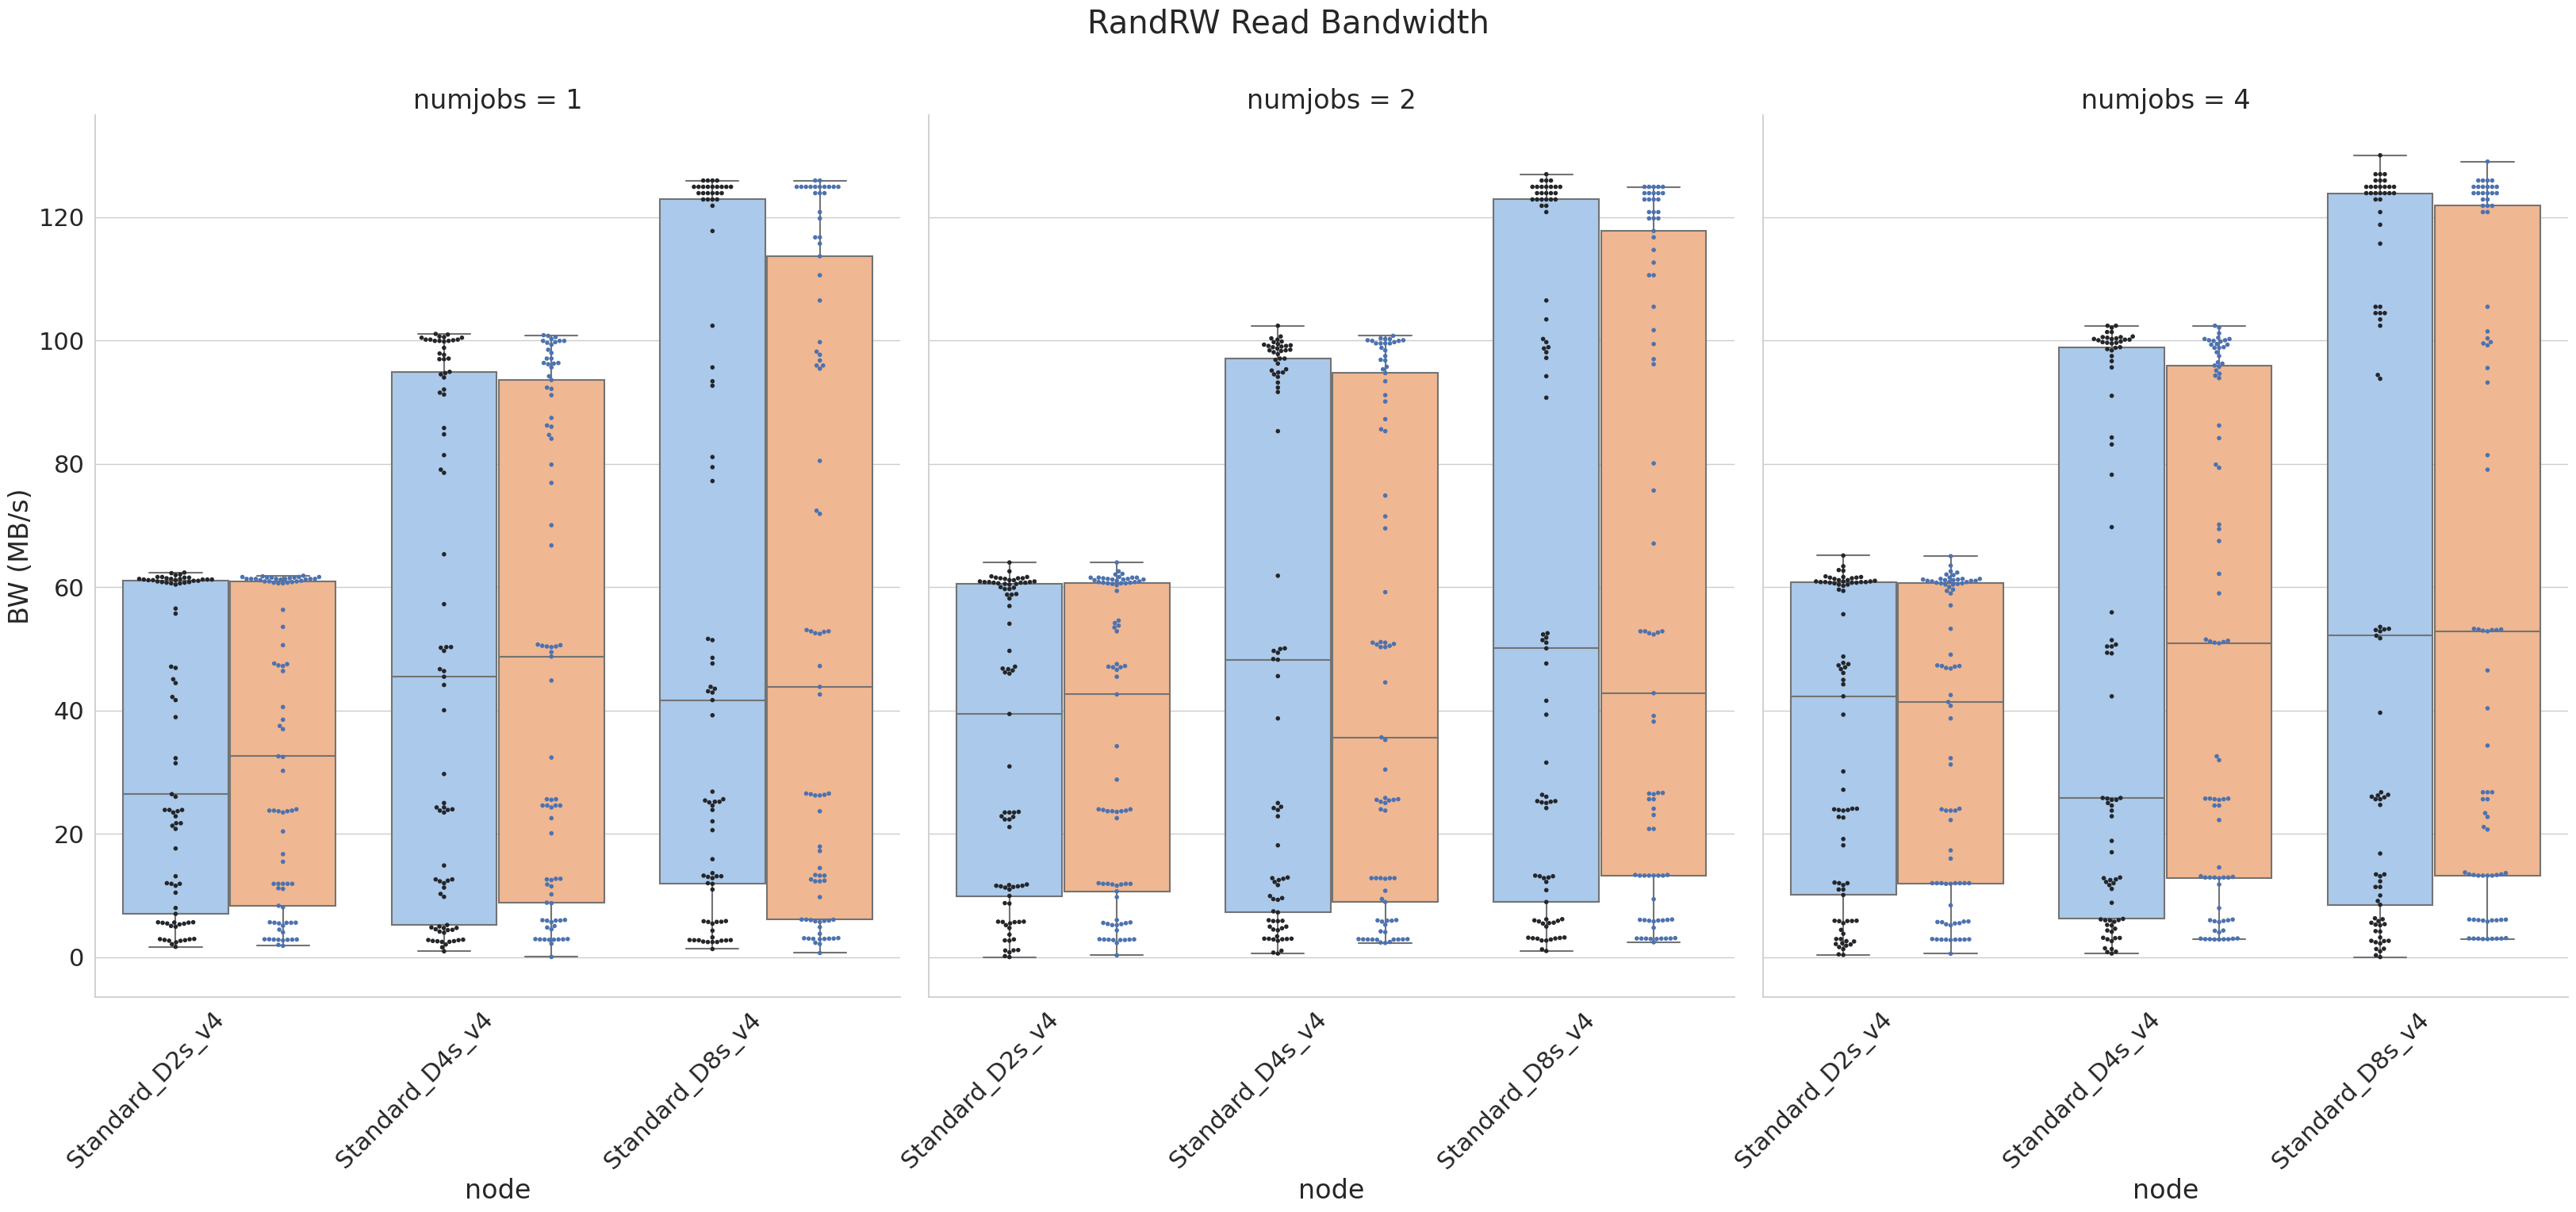 RandRW Read Bandwidth
numjobs = 1
numjobs = 2
numjobs = 4
BW (MB/s)
120
100
80
60
40
20
0
Standard_D2s_v4
Standard_D4s_v4
Standard_D8s_v4
Standard_D2s_v4
Standard_D4s_v4
Standard_D8s_v4
Standard_D2s_v4
Standard_D4s_v4
Standard_D8s_v4
node
node
node